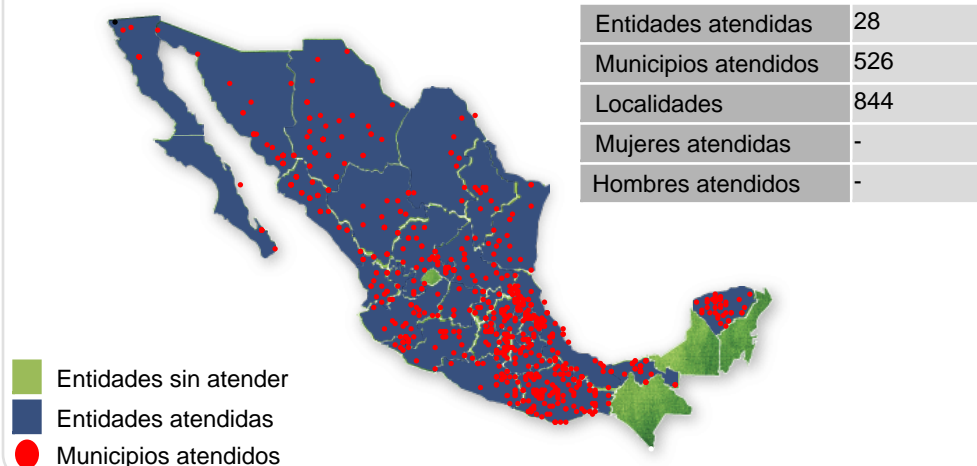 Entidades atendidas 28
Municipios atendidos 526
Localidades 844
Mujeres atendidas -
Hombres atendidos -
Entidades sin atender
Entidades atendidas
Municipios atendidos